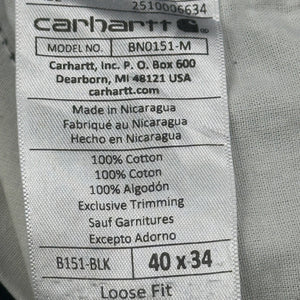 2510006634
carhartt
MODEL NO. BN0151-M
Carhartt, Inc. P. O. Box 600
Dearborn, MI 48121 USA
carhartt.com
Made in Nicaragua
Fabriqué au Nicaragua
Hecho en Nicaragua
100% Cotton
100% Coton
100% Algodón
Exclusive Trimming
Sauf Garnitures
Excepto Adorno
B151-BLK 40 x 34
Loose Fit